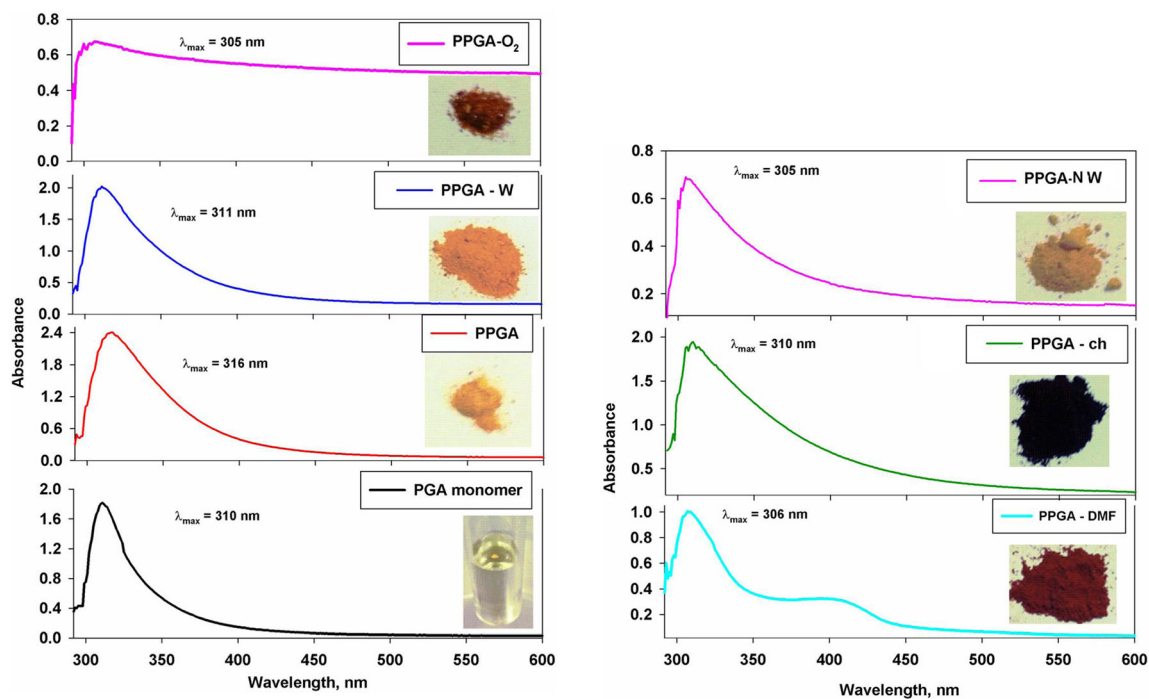 0.8
0.6
0.4
0.2
0.0
λmax = 305 nm
PPGA-O2
2.0
1.5
1.0
0.5
0.0
λmax = 311 nm
PPGA - W
2.4
1.8
1.2
0.6
0.0
λmax = 316 nm
PPGA
2.0
1.6
1.2
0.8
0.4
0.0
λmax = 310 nm
PGA monomer
Absorbance
300 350 400 450 500 550 600
Wavelength, nm
0.8
0.6
0.4
0.2
λmax = 305 nm
PPGA-N W
2.0
1.5
1.0
0.5
λmax = 310 nm
PPGA - ch
1.0
0.8
0.6
0.4
0.2
λmax = 306 nm
PPGA - DMF
Absorbance
300 350 400 450 500 550 600
Wavelength, nm